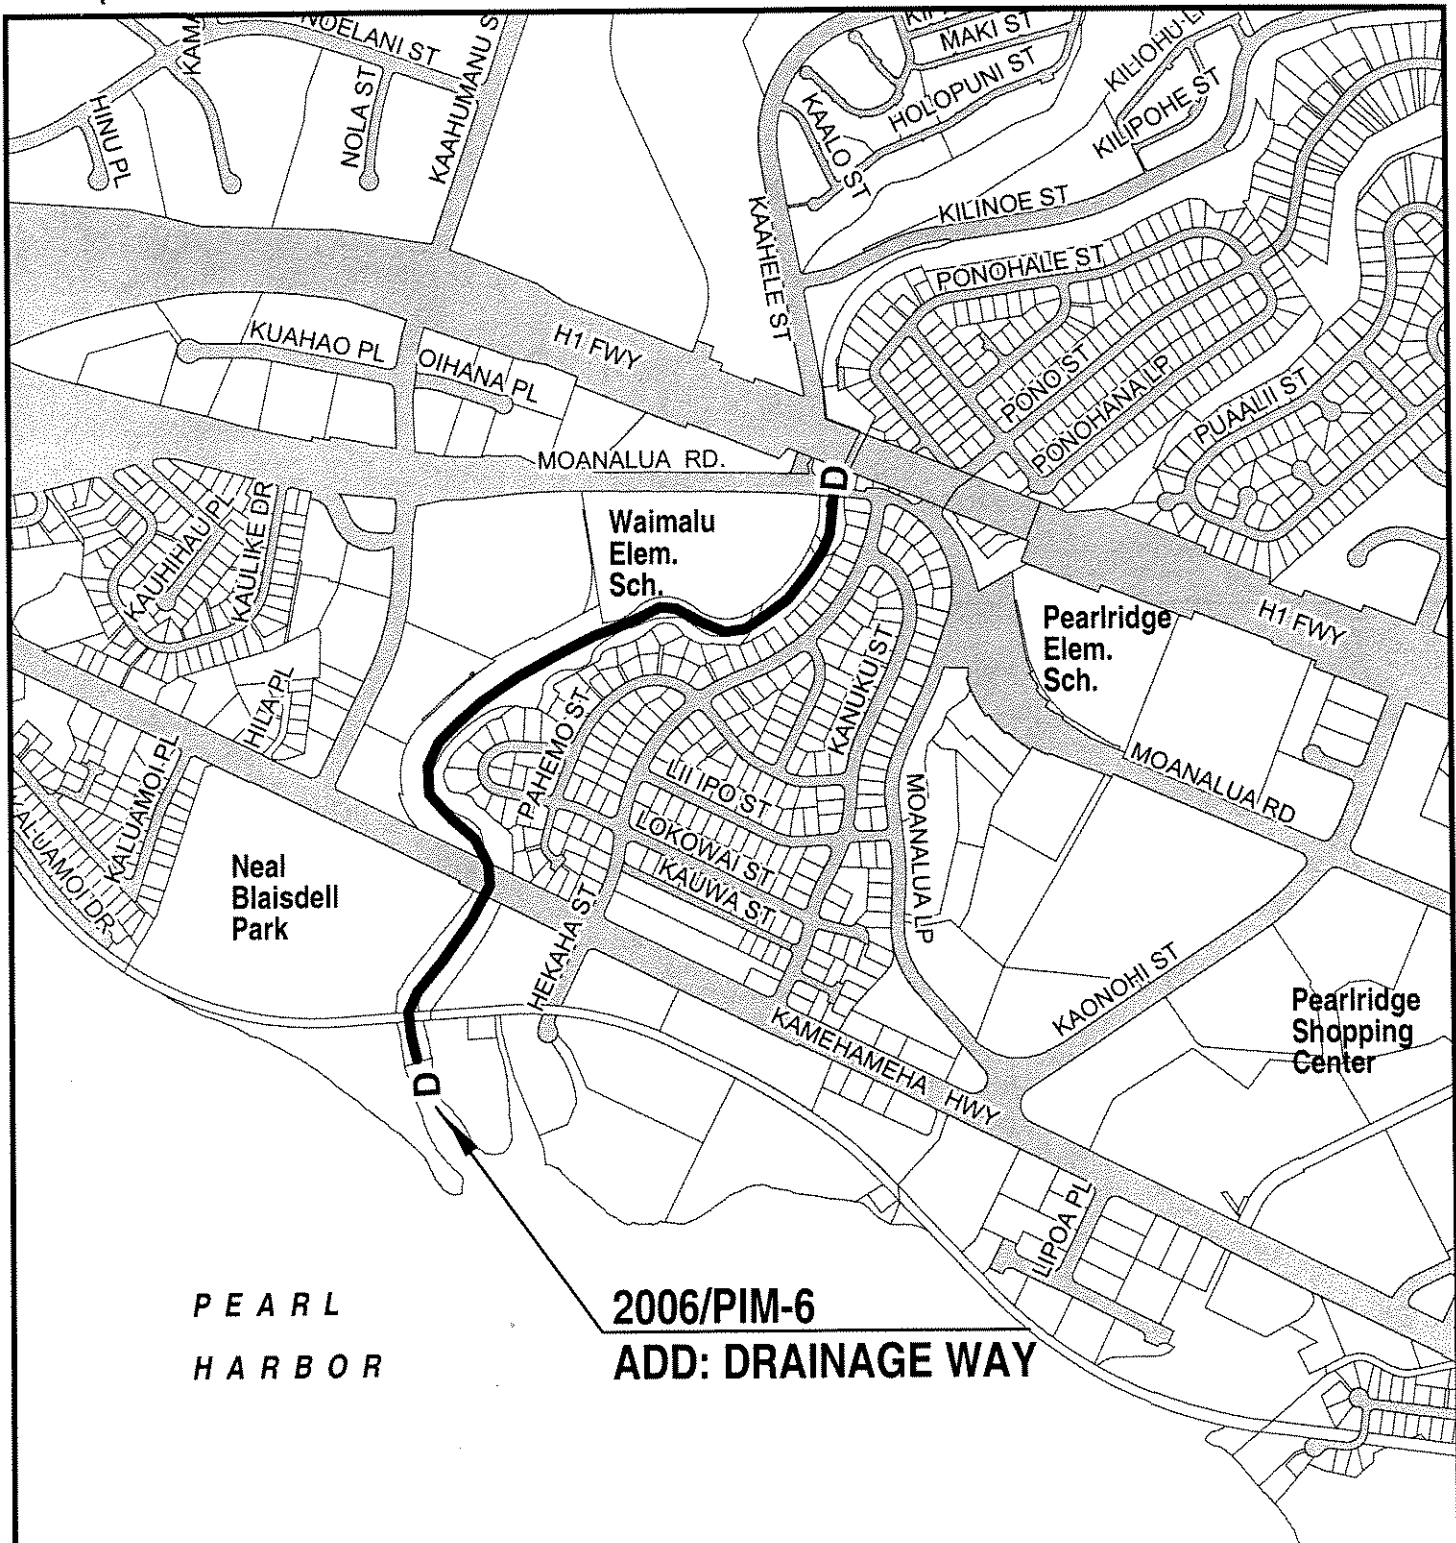 NOELANI ST
KAAHUMANU S
MAKI ST
HOLOPUNI ST
KILIOHU
KILIPOHE ST
HINU PL
NOLA ST
KAALO ST
KAAHELE ST
KILINOE ST
PONOHALE ST
KUAHAO PL
OIHANA PL
H1 FWY
PONO ST
PONOHANA LP
PUAALII ST
MOANALUA RD.
D
KAUHIHAU PL
KAULIKE DR
Waimalu
Elem.
Sch.
Pearlridge
Elem.
Sch.
H1 FWY
KANUKU ST
HILA PL
PAHEMO ST
KALUAMOI PL
KALUAMOI DR
MOANALUA RD
LII IPO ST
LOKOWAI ST
KAUWA ST
MOANALUA LP
Neal
Blaisdell
Park
HEKAHA ST
KAONOHI ST
Pearlridge
Shopping
Center
KAMEHAMEHA HWY
D
LIPOA PL
PEARL
HARBOR
2006/PIM-6
ADD: DRAINAGE WAY